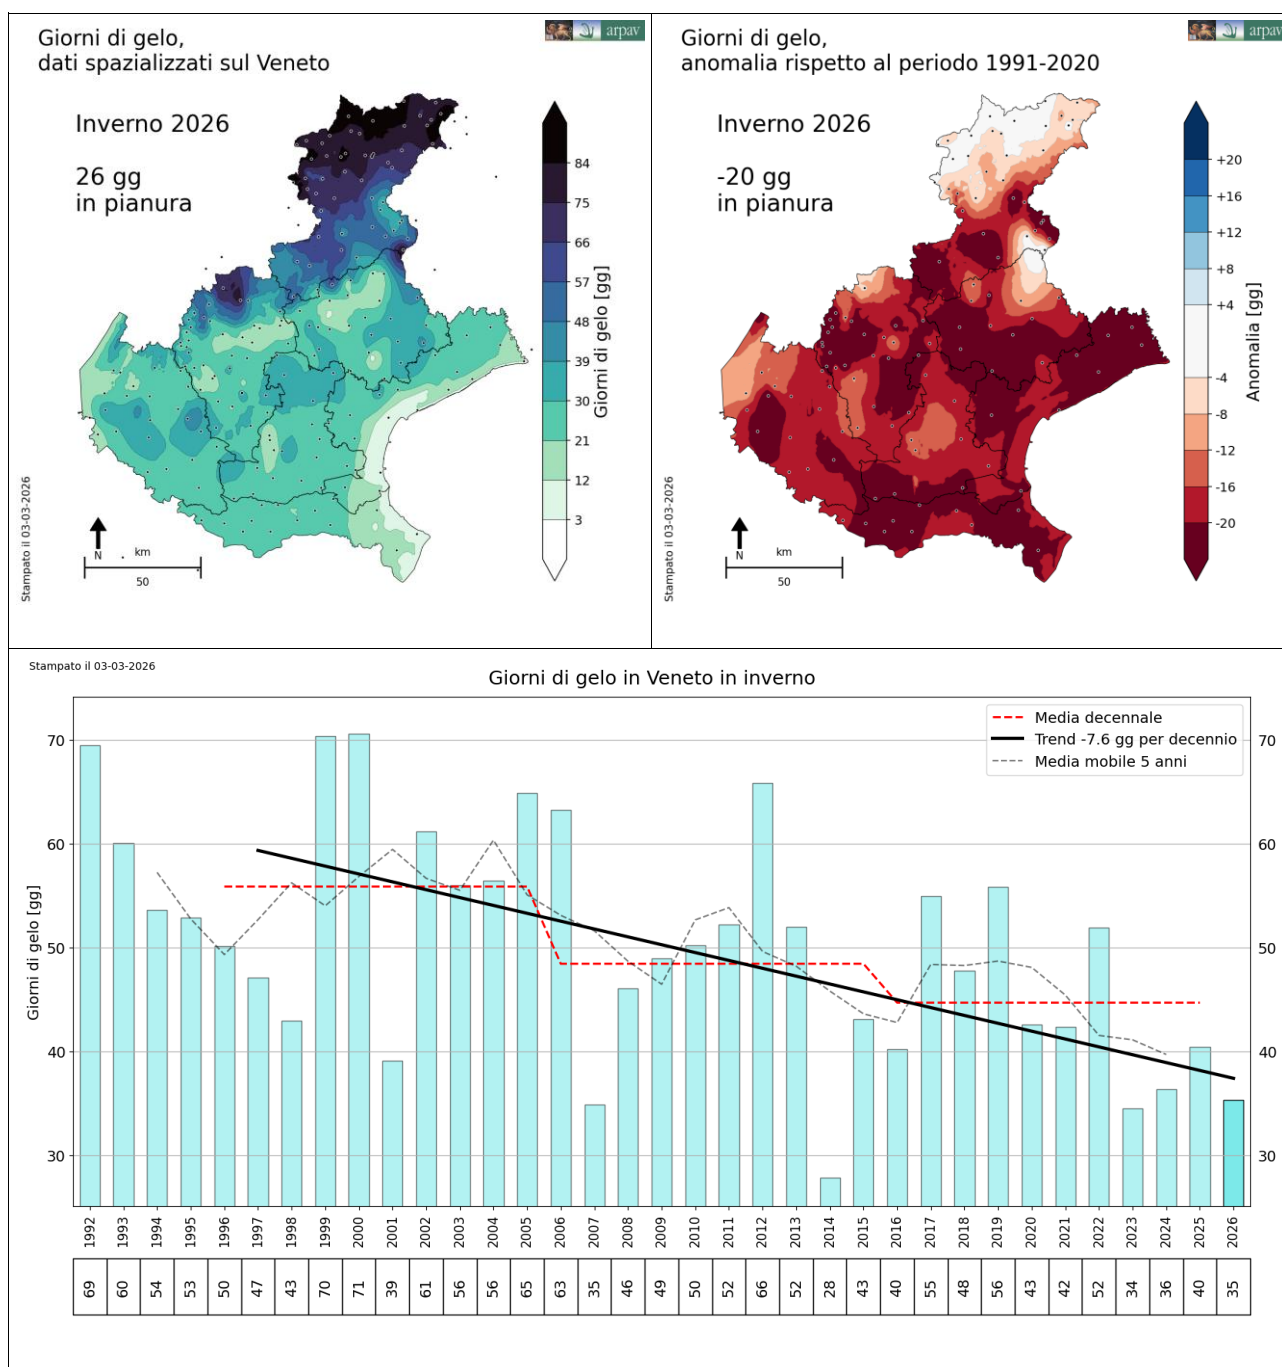 Giorni di gelo,
dati spazializzati sul Veneto
arpav
Inverno 2026
26 gg
in pianura
84
75
66
57
48
39
30
21
12
3
Giorni di gelo [gg]
N
km
50
Stampato il 03-03-2026
Giorni di gelo,
anomalia rispetto al periodo 1991-2020
arpav
Inverno 2026
-20 gg
in pianura
+20
+16
+12
+8
+4
-4
-8
-12
-16
-20
Anomalia [gg]
N
km
50
Stampato il 03-03-2026
Stampato il 03-03-2026
Giorni di gelo in Veneto in inverno
Media decennale
Trend -7.6 gg per decennio
Media mobile 5 anni
Giorni di gelo [gg]
70 70
60 60
50 50
40 40
30 30
1992 1993 1994 1995 1996 1997 1998 1999 2000 2001 2002 2003 2004 2005 2006 2007 2008 2009 2010 2011 2012 2013 2014 2015 2016 2017 2018 2019 2020 2021 2022 2023 2024 2025 2026
69 60 54 53 50 47 43 70 71 39 61 56 56 65 63 35 46 49 50 52 66 52 28 43 40 55 48 56 43 42 52 34 36 40 35